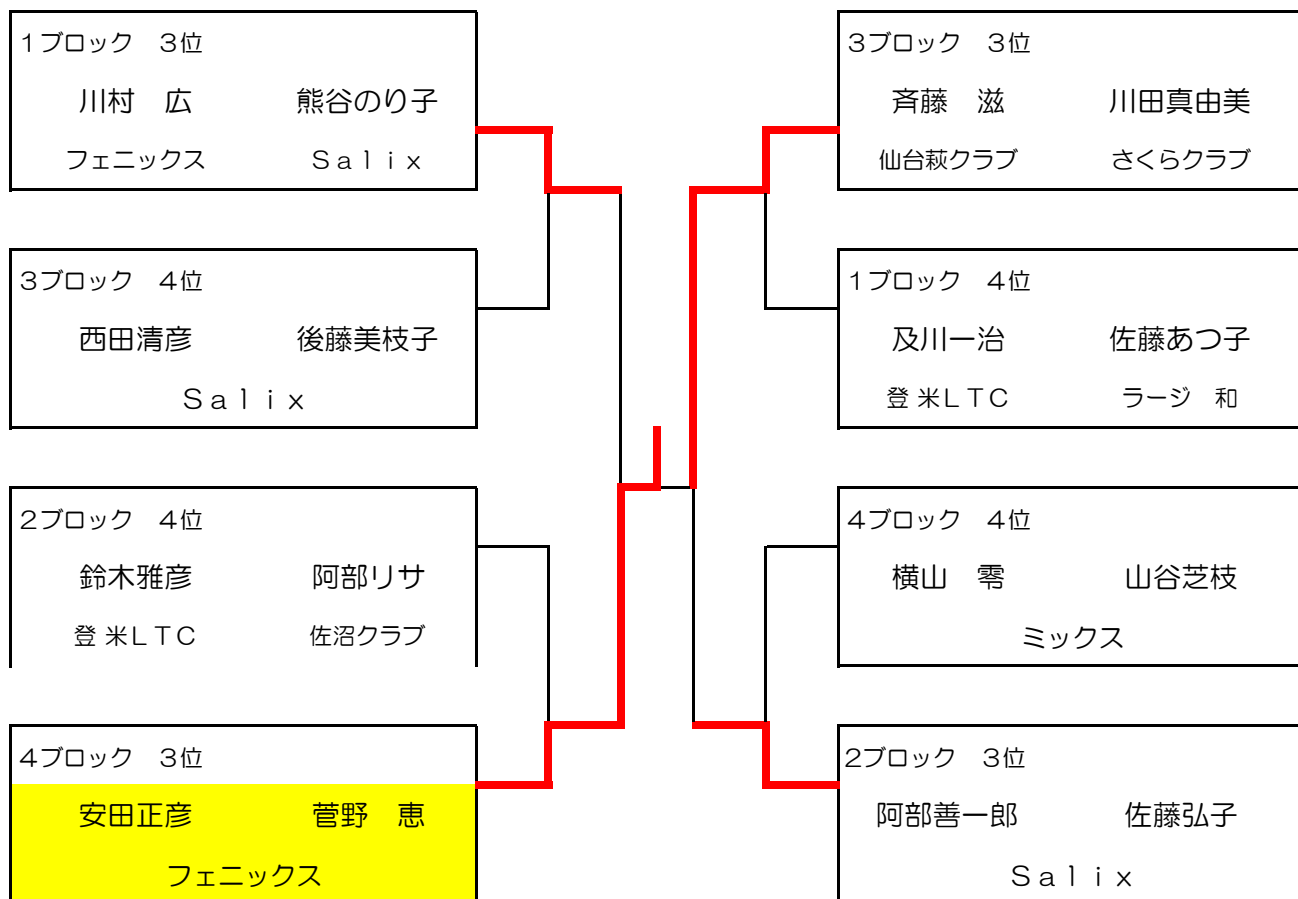 1ブロック　3位
川村　広　熊谷のり子
フェニックス　Ｓａｌｉｘ
3ブロック　4位
西田清彦　後藤美枝子
Ｓａｌｉｘ
2ブロック　4位
鈴木雅彦　阿部リサ
登 米ＬＴＣ　佐沼クラブ
4ブロック　3位
安田正彦　菅野　恵
フェニックス
3ブロック　3位
斉藤　滋　川田真由美
仙台萩クラブ　さくらクラブ
1ブロック　4位
及川一治　佐藤あつ子
登 米ＬＴＣ　ラージ　和
4ブロック　4位
横山　零　山谷芝枝
ミックス
2ブロック　3位
阿部善一郎　佐藤弘子
Ｓａｌｉｘ